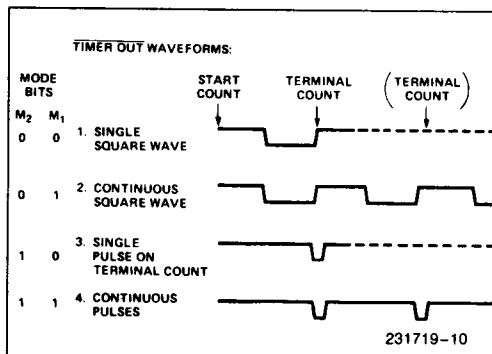 TIMER OUT WAVEFORMS:
MODE BITS
M2 M1
START COUNT
TERMINAL COUNT
(TERMINAL COUNT)
0 0 1. SINGLE SQUARE WAVE
0 1 2. CONTINUOUS SQUARE WAVE
1 0 3. SINGLE PULSE ON TERMINAL COUNT
1 1 4. CONTINUOUS PULSES
231719-10